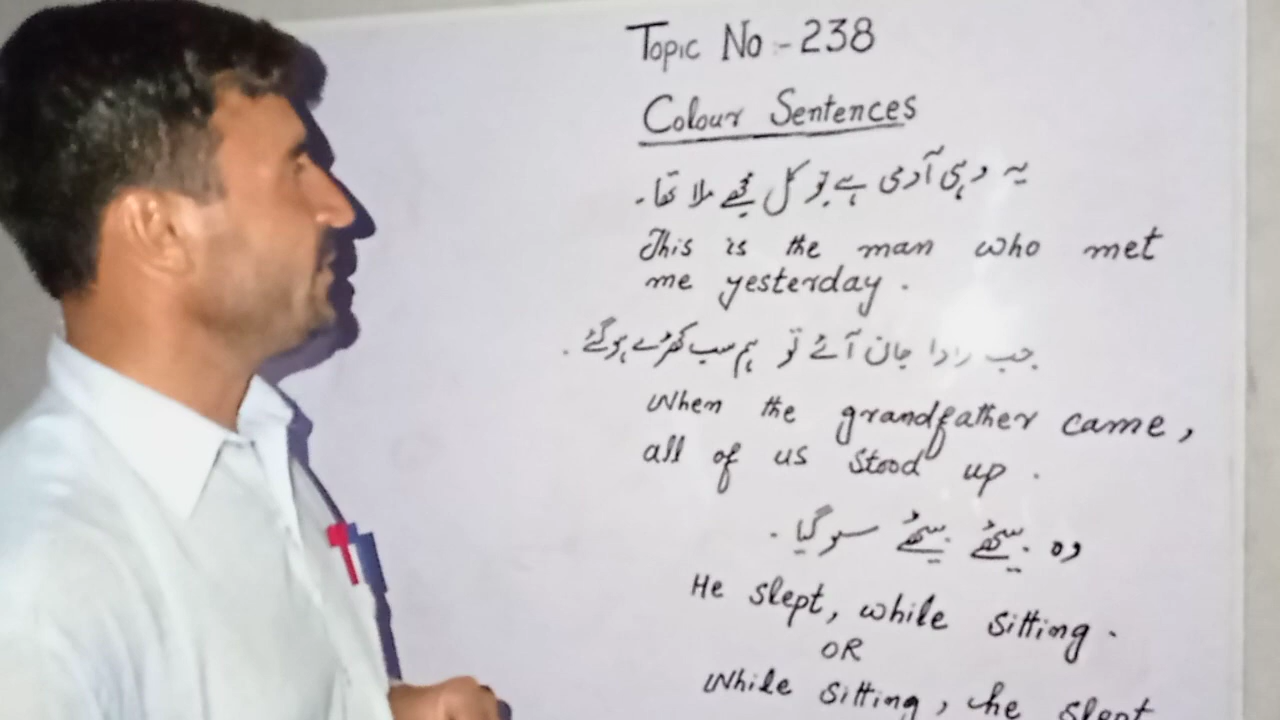 Topic No :- 238
Colour Sentences
یہ وہی آدمی ہے جو کل مجھے ملا تھا۔
This is the man who met
me yesterday .
جب دادا جان آئے تو ہم سب کھڑے ہو گئے .
When the grandfather came ,
all of us stood up .
وہ بیٹھے بیٹھے سو گیا .
He slept, while sitting .
OR
While sitting , he slept